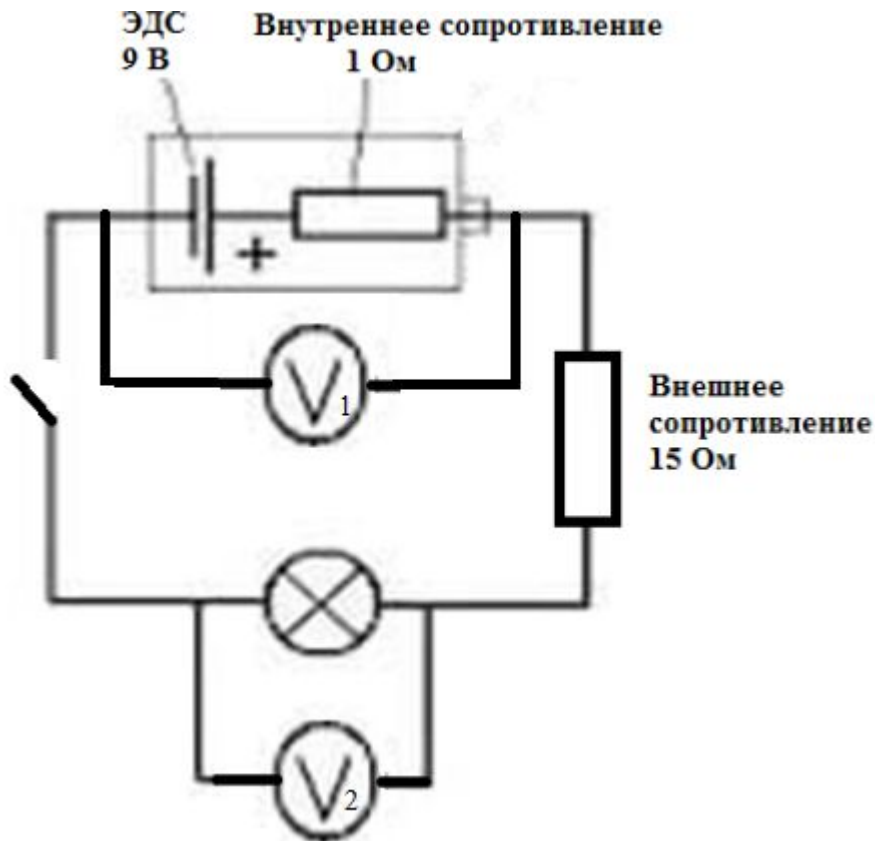 ЭДС
9 В
Внутреннее сопротивление
1 Ом
+
V1
Внешнее
сопротивление
15 Ом
V2